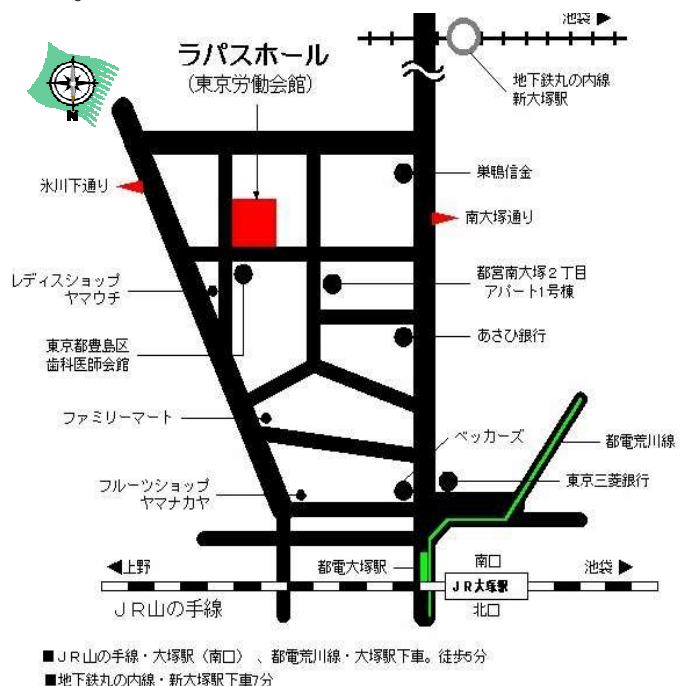 池袋 ▶
ラパスホール
(東京労働会館)
地下鉄丸の内線
新大塚駅
N
巣鴨信金
氷川下通り
南大塚通り
レディスショップ
ヤマウチ
都営南大塚2丁目
アパート1号棟
東京都豊島区
歯科医師会館
あさひ銀行
ファミリーマート
ベッカーズ
都電荒川線
フルーツショップ
ヤマナカヤ
東京三菱銀行
◀上野
都電大塚駅
南口
池袋 ▶
JR大塚駅
JR山の手線
北口
■JR山の手線・大塚駅(南口)、都電荒川線・大塚駅下車。徒歩5分
■地下鉄丸の内線・新大塚駅下車7分